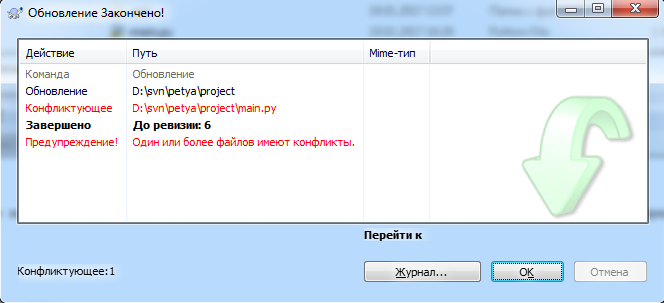 Обновление Закончено!
Действие Путь Mime-тип
Команда Обновление
Обновление D:\svn\petya\project
Конфликтующее D:\svn\petya\project\main.py
Завершено До ревизии: 6
Предупреждение! Один или более файлов имеют конфликты.
Перейти к
Конфликтующее:1 Журнал... OK Отмена